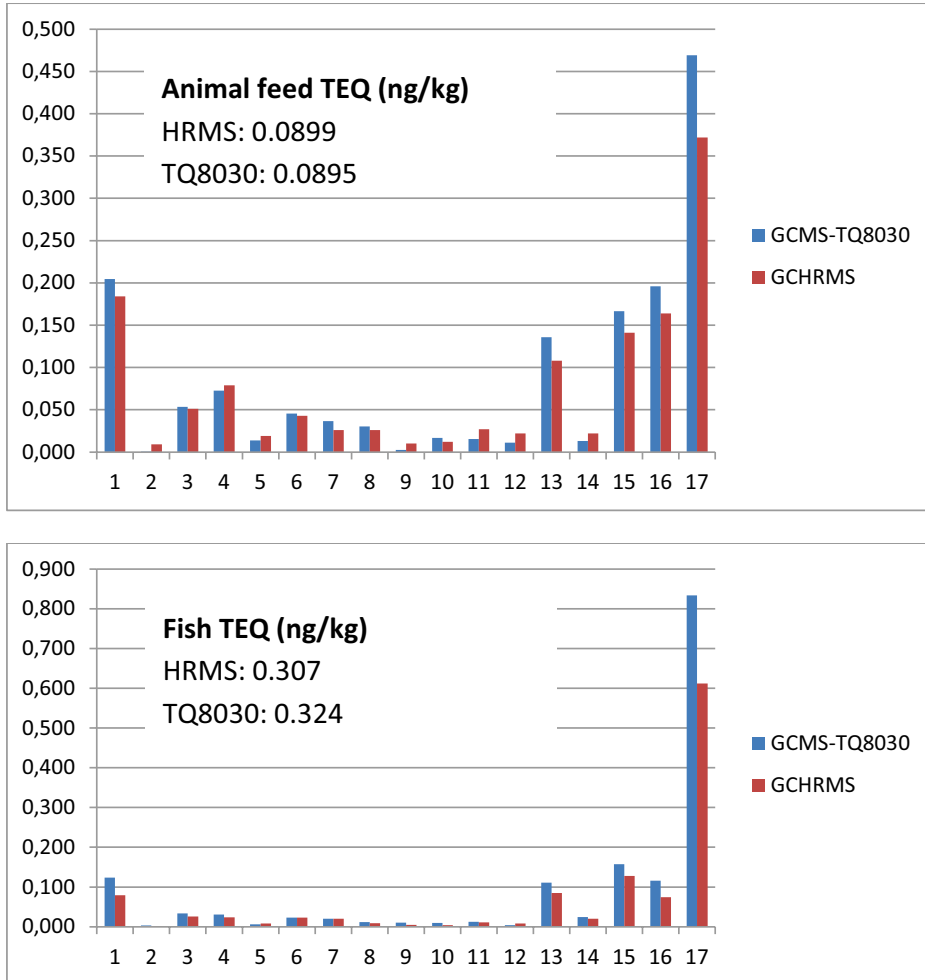 0,500
0,450
0,400
0,350
0,300
0,250
0,200
0,150
0,100
0,050
0,000
Animal feed TEQ (ng/kg)
HRMS: 0.0899
TQ8030: 0.0895
GCMS-TQ8030
GCHRMS
1 2 3 4 5 6 7 8 9 10 11 12 13 14 15 16 17
0,900
0,800
0,700
0,600
0,500
0,400
0,300
0,200
0,100
0,000
Fish TEQ (ng/kg)
HRMS: 0.307
TQ8030: 0.324
GCMS-TQ8030
GCHRMS
1 2 3 4 5 6 7 8 9 10 11 12 13 14 15 16 17